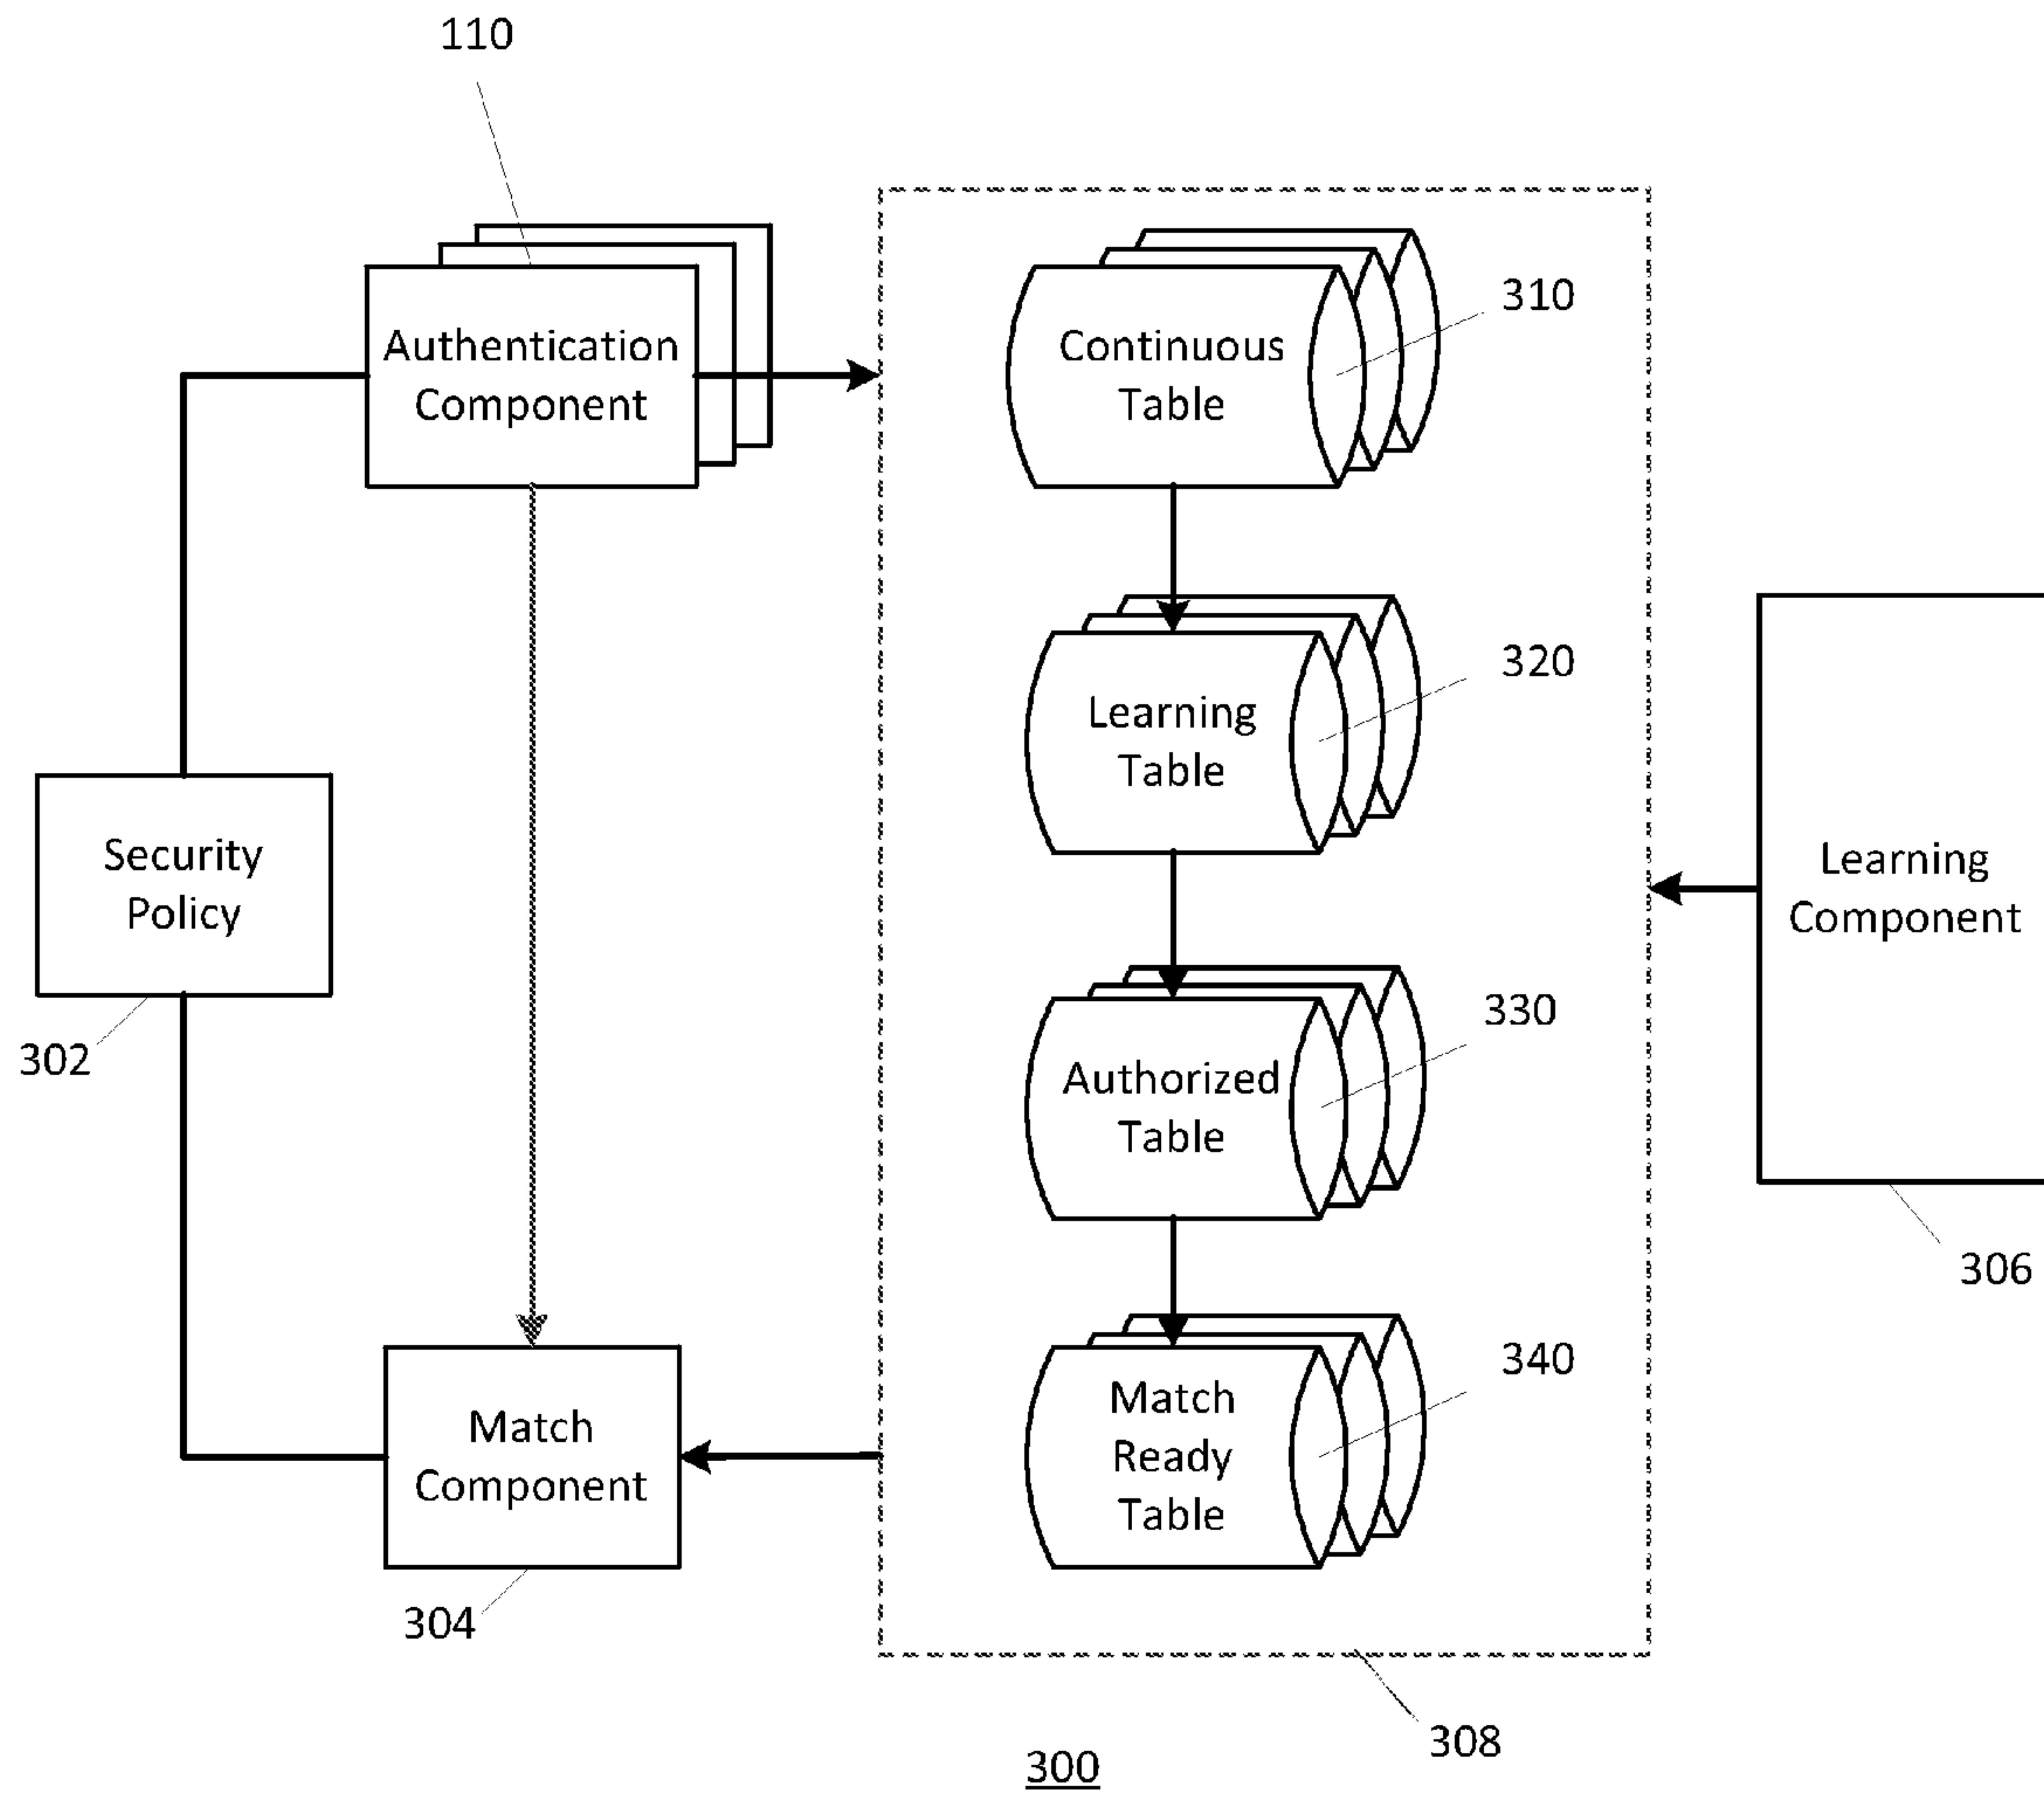 110
Authentication
Component
Continuous
Table
310
Learning
Table
320
Security
Policy
302
Learning
Component
306
Authorized
Table
330
Match
Component
304
Match
Ready
Table
340
308
300